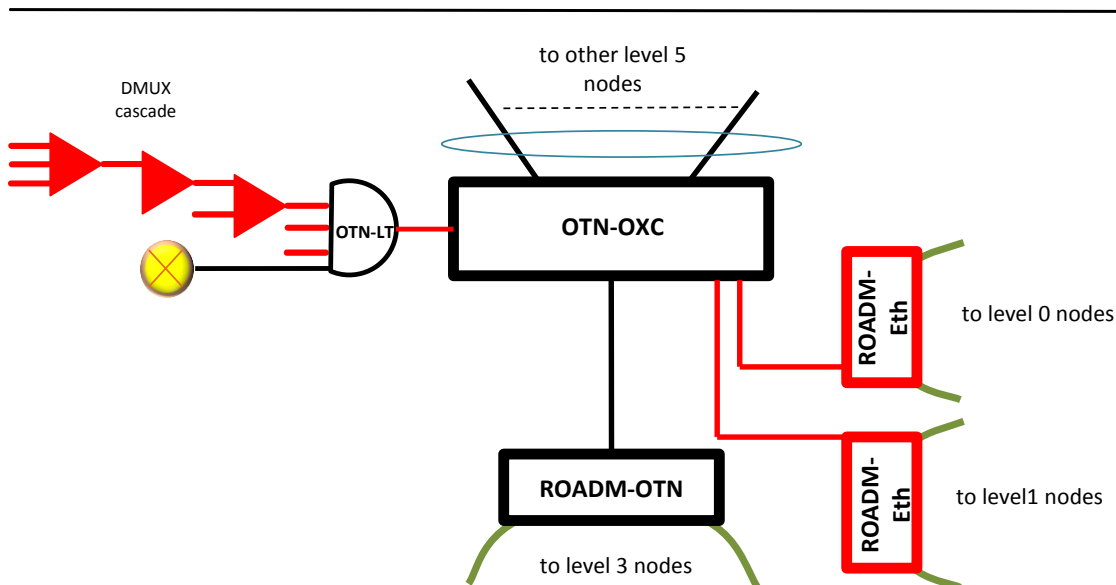 to other level 5
nodes
DMUX
cascade
OTN-LT
OTN-OXC
ROADM-
Eth
to level 0 nodes
ROADM-OTN
ROADM-
Eth
to level1 nodes
to level 3 nodes